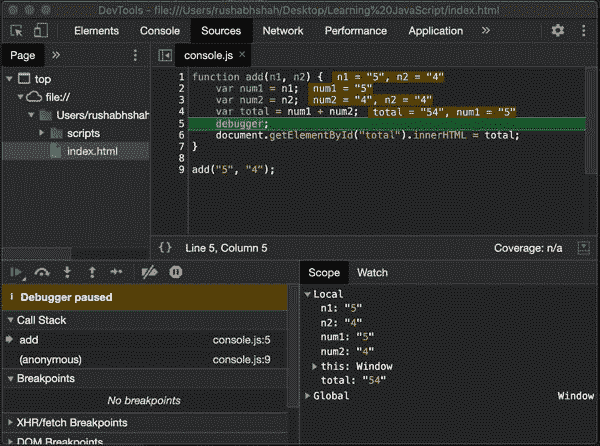 DevTools - file:///Users/rushabhshah/Desktop/Learning%20JavaScript/index.html
Elements Console Sources Network Performance Application »
Page » console.js ×
top
file://
Users/rushabhshah
scripts
index.html
1 function add(n1, n2) { n1 = "5", n2 = "4"
2 var num1 = n1; num1 = "5"
3 var num2 = n2; num2 = "4", n2 = "4"
4 var total = num1 + num2; total = "54", num1 = "5"
5 debugger;
6 document.getElementById("total").innerHTML = total;
7 }
8
9 add("5", "4");
{} Line 5, Column 5 Coverage: n/a
i Debugger paused
Call Stack
add console.js:5
(anonymous) console.js:9
Breakpoints
No breakpoints
XHR/fetch Breakpoints
DOM Breakpoints
Scope Watch
Local
n1: "5"
n2: "4"
num1: "5"
num2: "4"
this: Window
total: "54"
Global Window